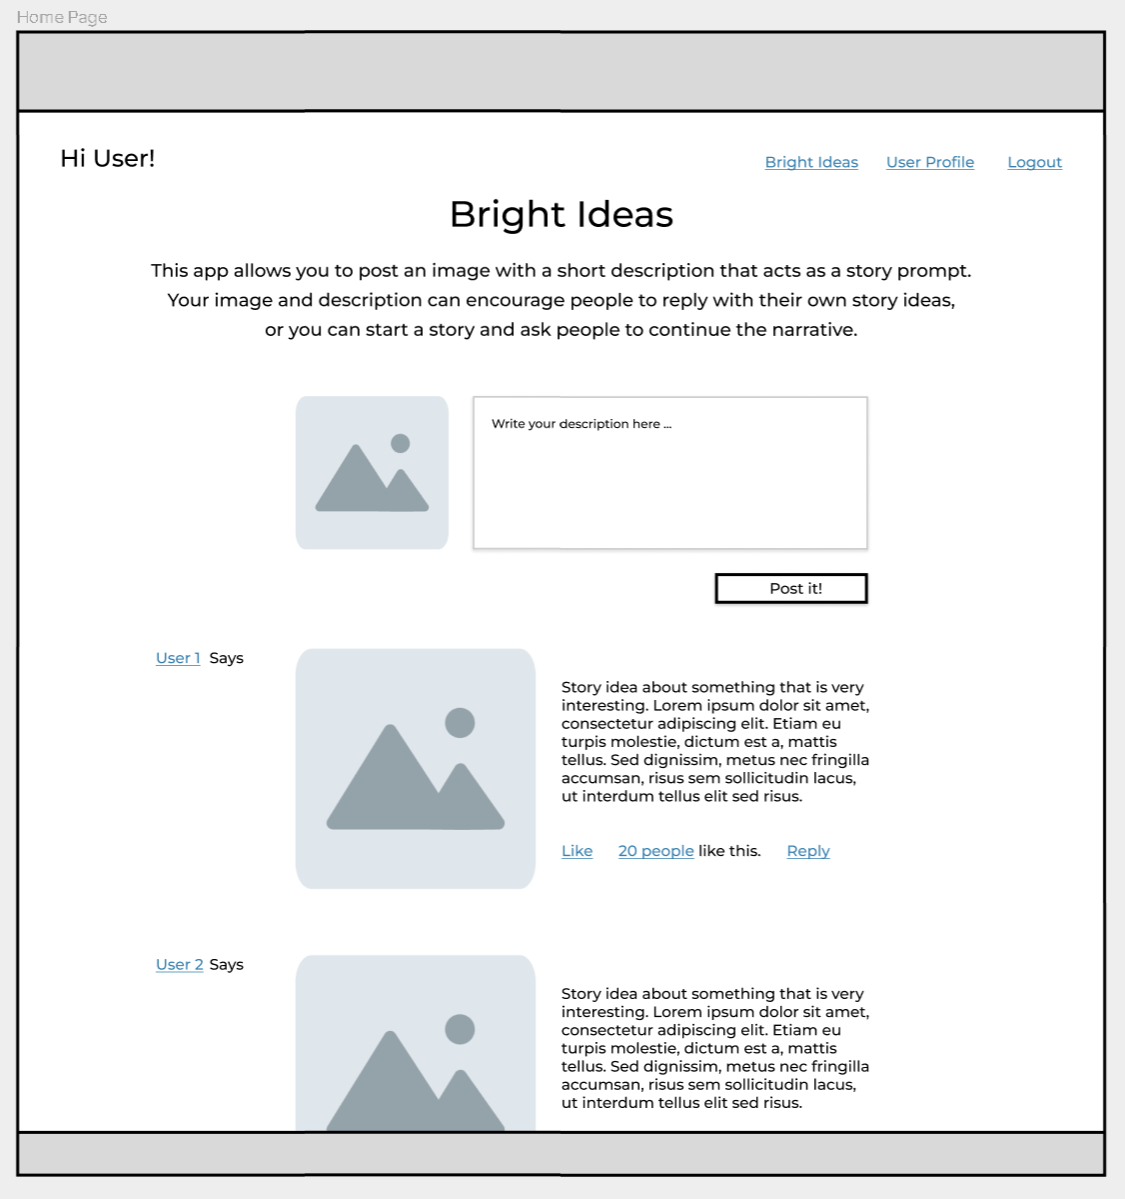 Home Page
Hi User!
Bright Ideas User Profile Logout
Bright Ideas
This app allows you to post an image with a short description that acts as a story prompt.
Your image and description can encourage people to reply with their own story ideas,
or you can start a story and ask people to continue the narrative.
Write your description here ...
Post it!
User 1 Says
Story idea about something that is very
interesting. Lorem ipsum dolor sit amet,
consectetur adipiscing elit. Etiam eu
turpis molestie, dictum est a, mattis
tellus. Sed dignissim, metus nec fringilla
accumsan, risus sem sollicitudin lacus,
ut interdum tellus elit sed risus.
Like 20 people like this. Reply
User 2 Says
Story idea about something that is very
interesting. Lorem ipsum dolor sit amet,
consectetur adipiscing elit. Etiam eu
turpis molestie, dictum est a, mattis
tellus. Sed dignissim, metus nec fringilla
accumsan, risus sem sollicitudin lacus,
ut interdum tellus elit sed risus.